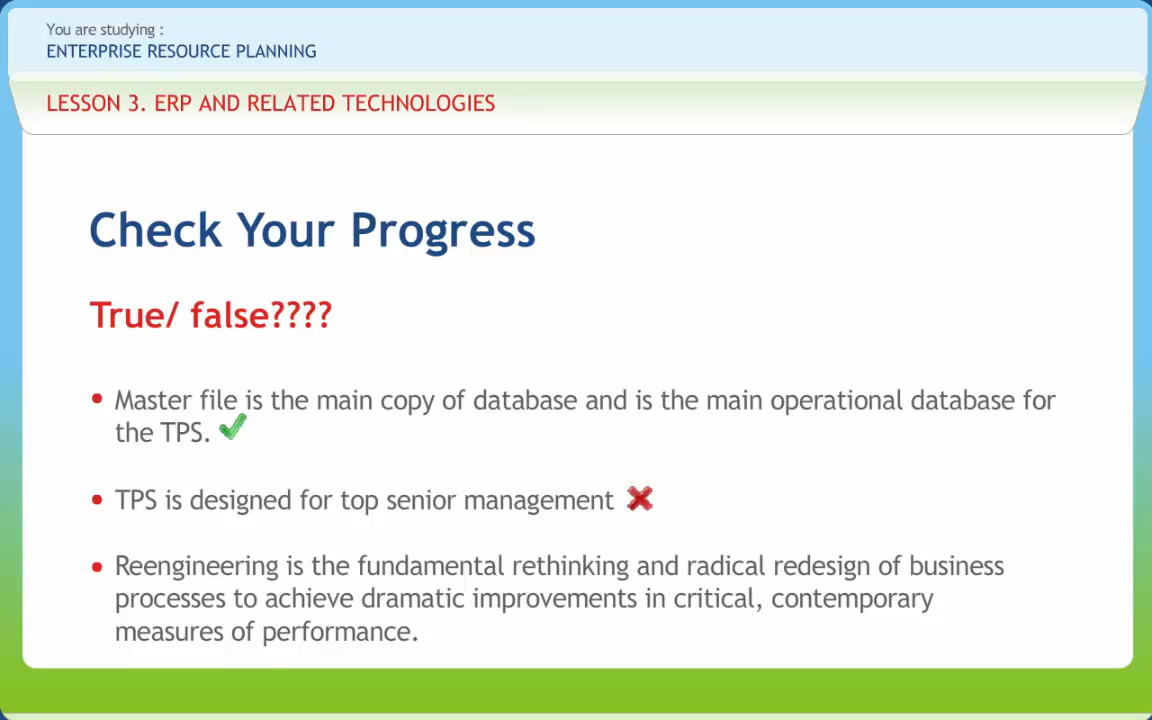 You are studying :
ENTERPRISE RESOURCE PLANNING
LESSON 3. ERP AND RELATED TECHNOLOGIES
Check Your Progress
True/ false????
• Master file is the main copy of database and is the main operational database for
the TPS.
• TPS is designed for top senior management
• Reengineering is the fundamental rethinking and radical redesign of business
processes to achieve dramatic improvements in critical, contemporary
measures of performance.